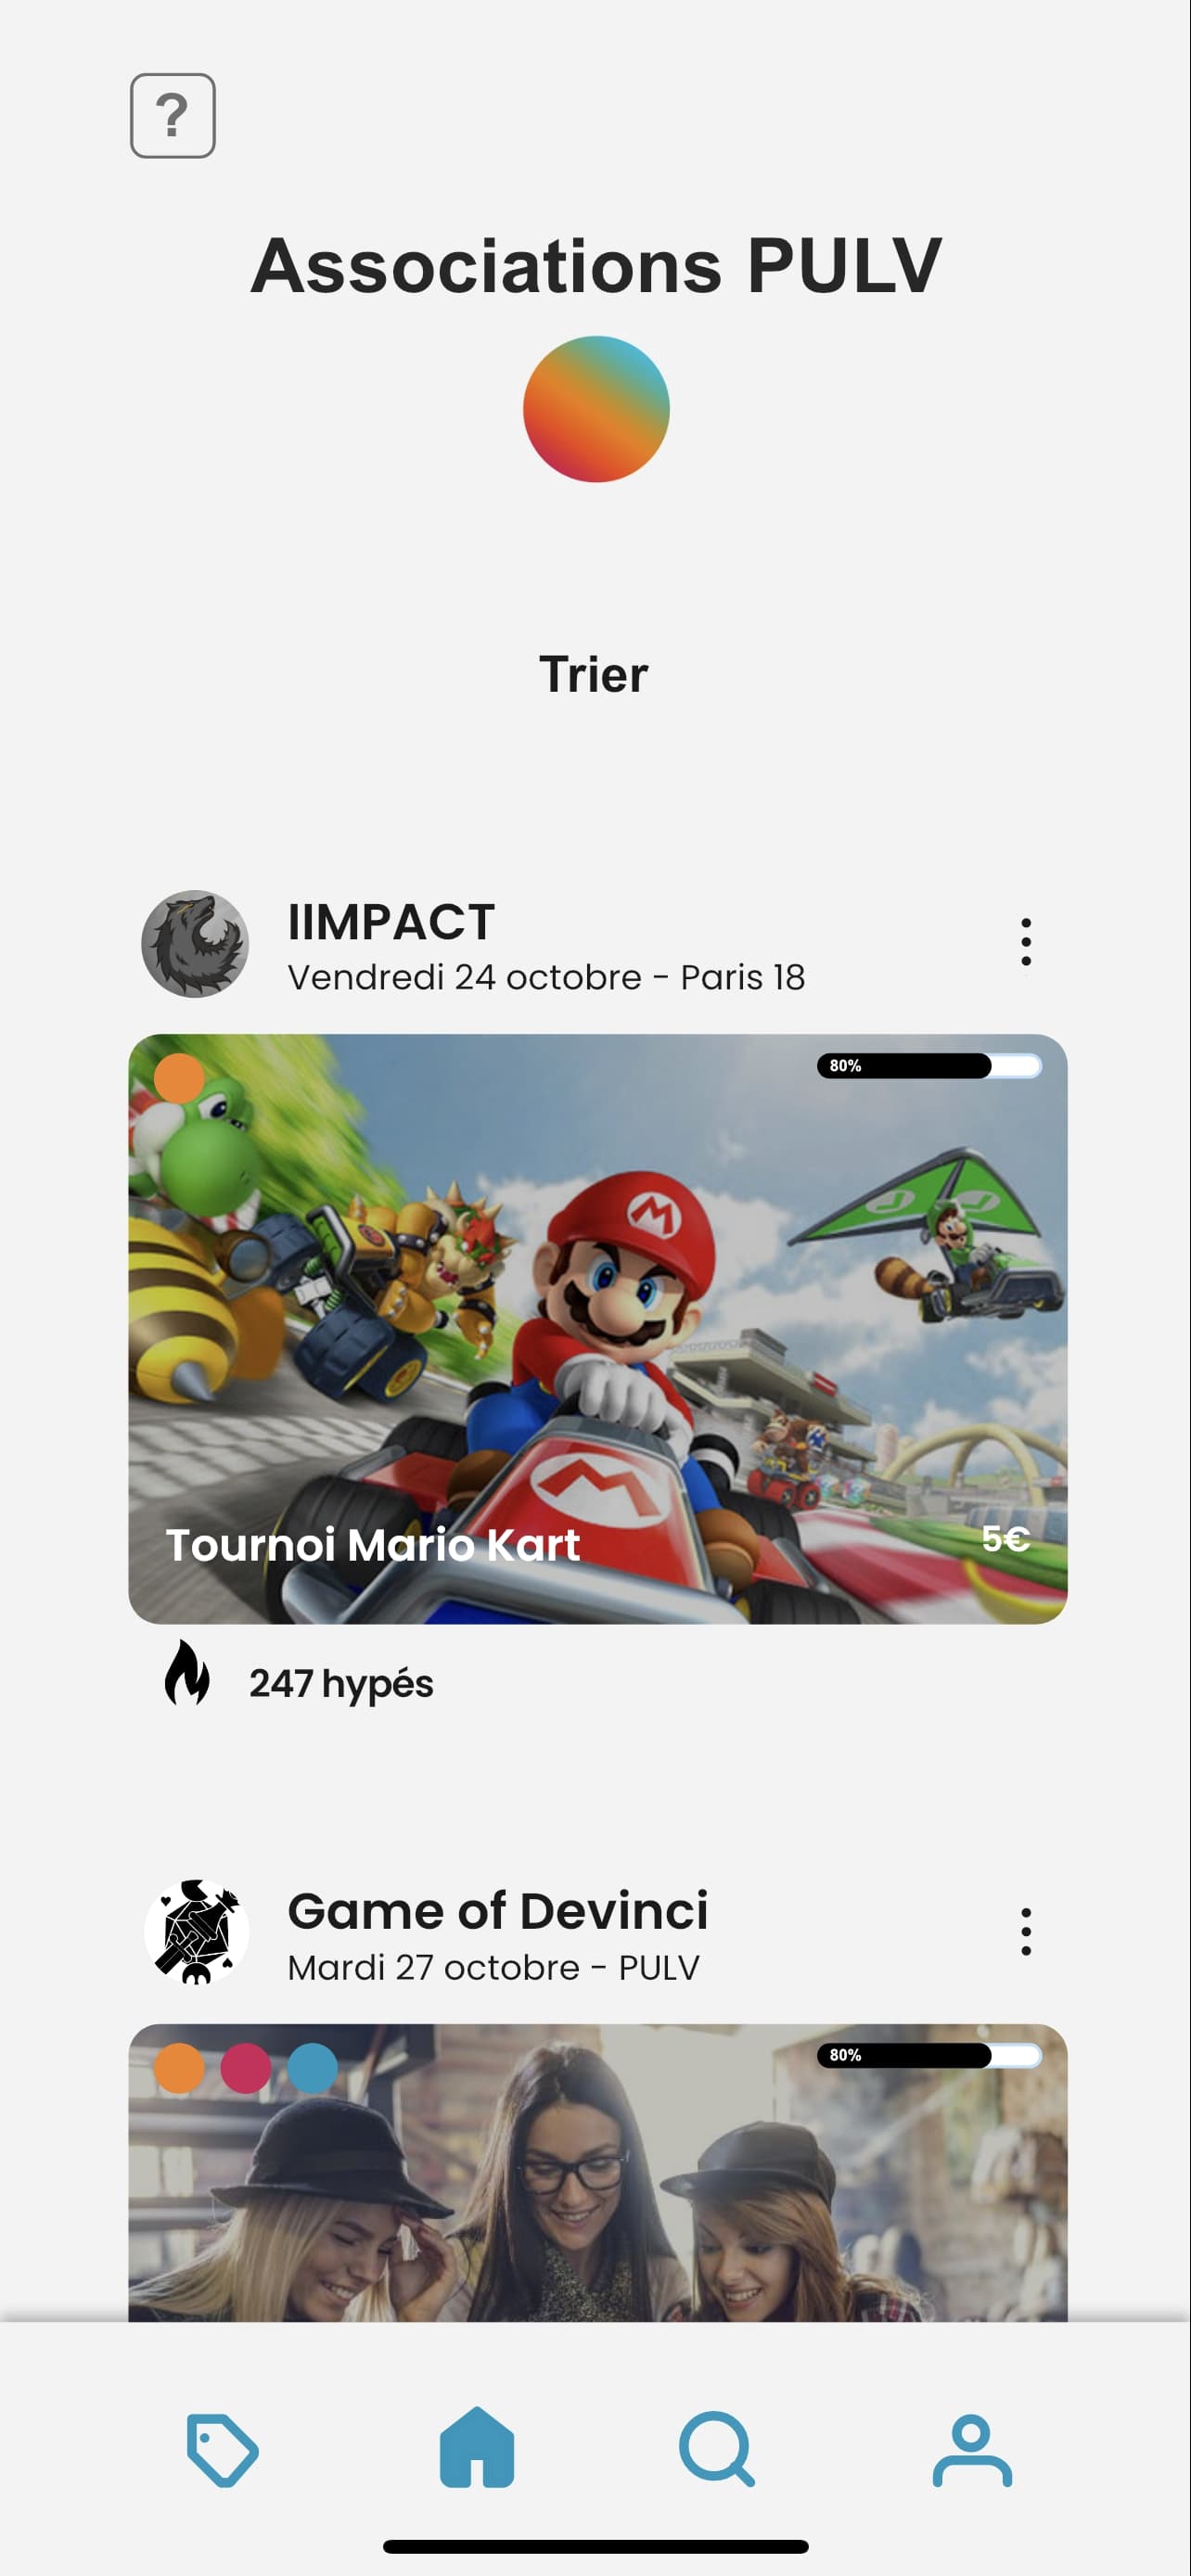 ?
Associations PULV
Trier
IIMPACT
Vendredi 24 octobre - Paris 18
80%
Tournoi Mario Kart
5€
247 hypés
Game of Devinci
Mardi 27 octobre - PULV
80%